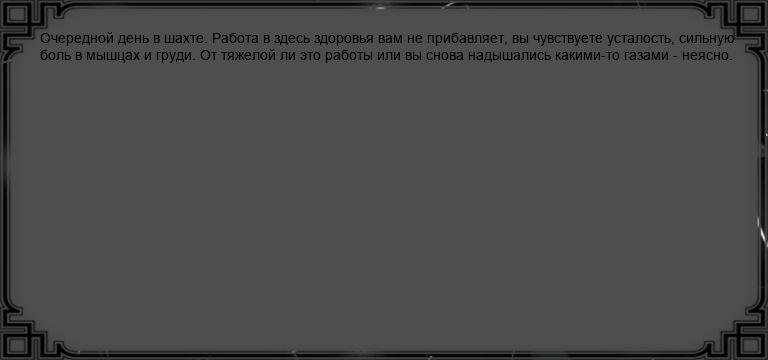 Очередной день в шахте. Работа в здесь здоровья вам не прибавляет, вы чувствуете усталость, сильную
боль в мышцах и груди. От тяжелой ли это работы или вы снова надышались какими-то газами - неясно.